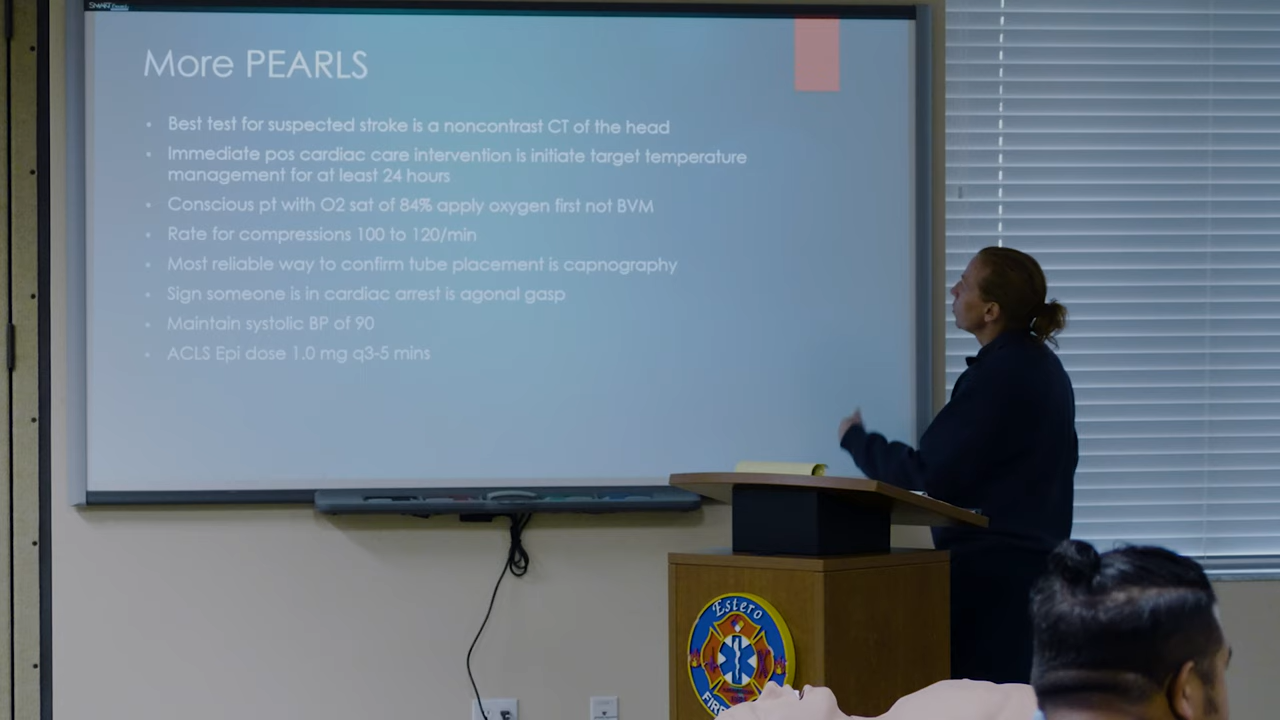 SMART Board
More PEARLS
• Best test for suspected stroke is a noncontrast CT of the head
• Immediate pos cardiac care intervention is initiate target temperature
management for at least 24 hours
• Conscious pt with O2 sat of 84% apply oxygen first not BVM
• Rate for compressions 100 to 120/min
• Most reliable way to confirm tube placement is capnography
• Sign someone is in cardiac arrest is agonal gasp
• Maintain systolic BP of 90
• ACLS Epi dose 1.0 mg q3-5 mins
Estero